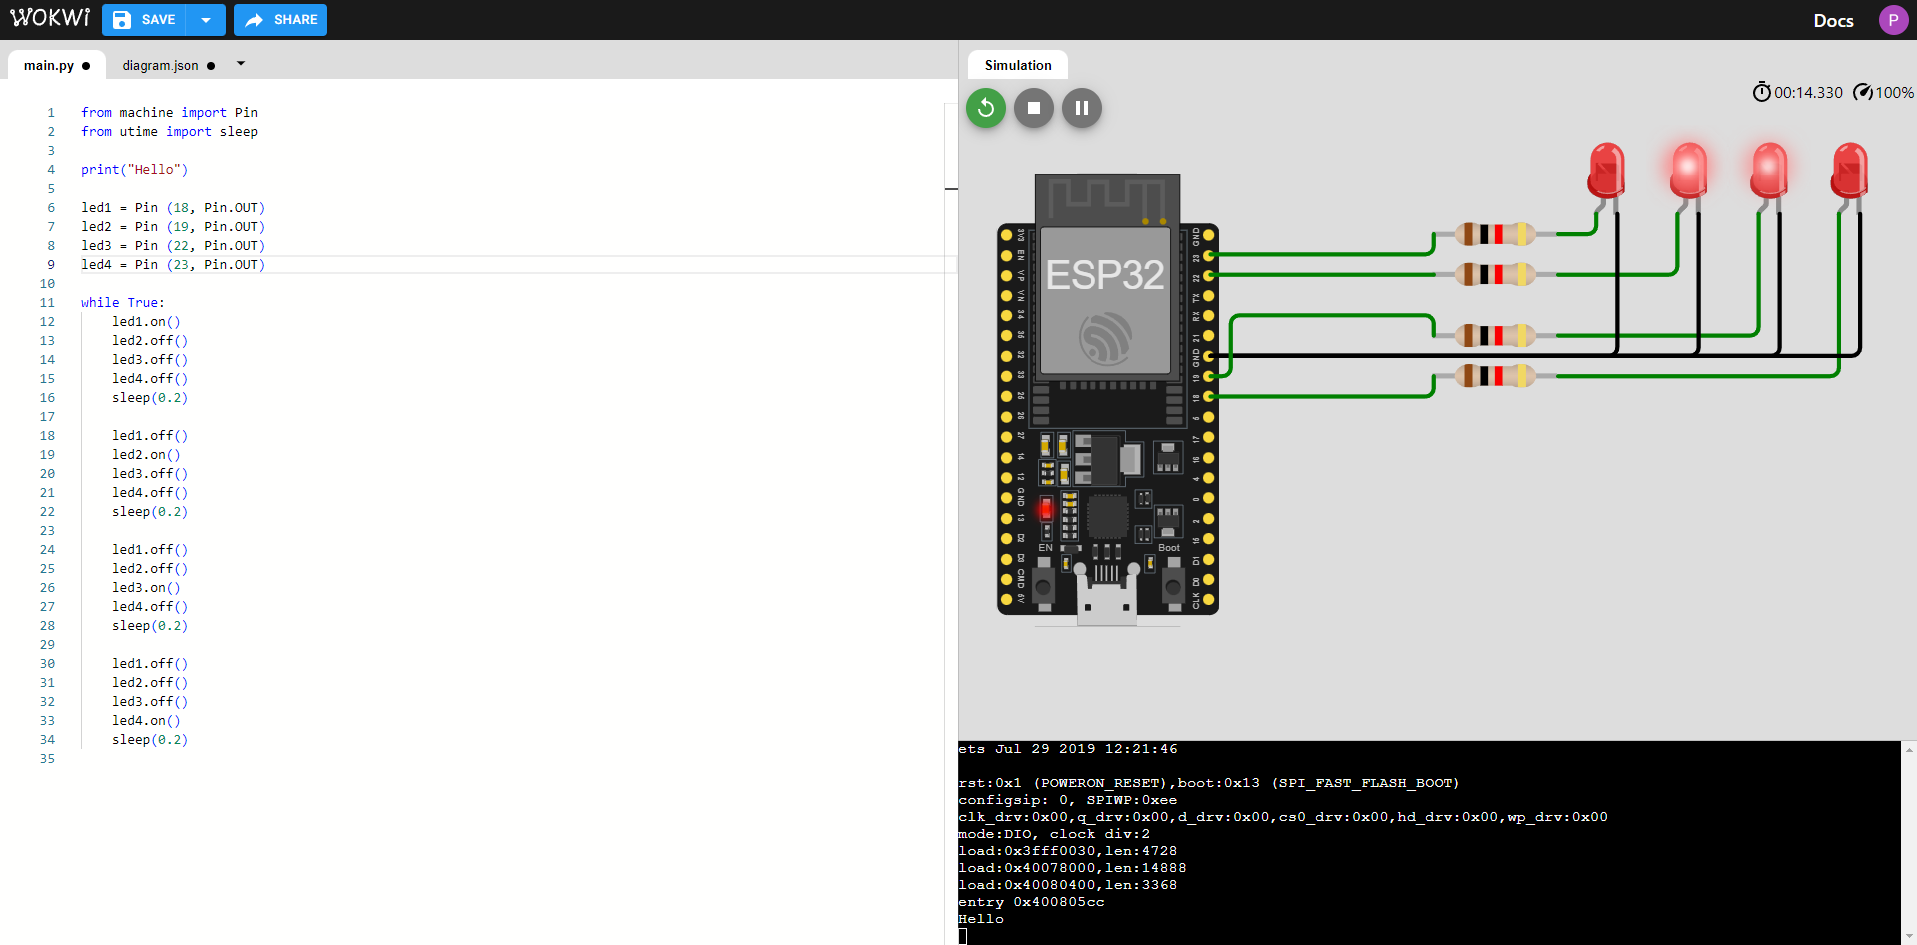 WOKWI SAVE SHARE Docs P
main.py diagram.json
Simulation
00:14.330 100%
1 from machine import Pin
2 from utime import sleep
3
4 print("Hello")
5
6 led1 = Pin (18, Pin.OUT)
7 led2 = Pin (19, Pin.OUT)
8 led3 = Pin (22, Pin.OUT)
9 led4 = Pin (23, Pin.OUT)
10
11 while True:
12 led1.on()
13 led2.off()
14 led3.off()
15 led4.off()
16 sleep(0.2)
17
18 led1.off()
19 led2.on()
20 led3.off()
21 led4.off()
22 sleep(0.2)
23
24 led1.off()
25 led2.off()
26 led3.on()
27 led4.off()
28 sleep(0.2)
29
30 led1.off()
31 led2.off()
32 led3.off()
33 led4.on()
34 sleep(0.2)
35
ESP32
3V3
EN
VP
VN
34
32
33
27
14
12
GND
13
D2
D3
CMD
GND
23
22
TX
RX
21
GND
19
18
17
4
0
2
D1
D0
CLK
EN
Boot
ets Jul 29 2019 12:21:46
rst:0x1 (POWERON_RESET),boot:0x13 (SPI_FAST_FLASH_BOOT)
configsip: 0, SPIWP:0xee
clk_drv:0x00,q_drv:0x00,d_drv:0x00,cs0_drv:0x00,hd_drv:0x00,wp_drv:0x00
mode:DIO, clock div:2
load:0x3fff0030,len:4728
load:0x40078000,len:14888
load:0x40080400,len:3368
entry 0x400805cc
Hello